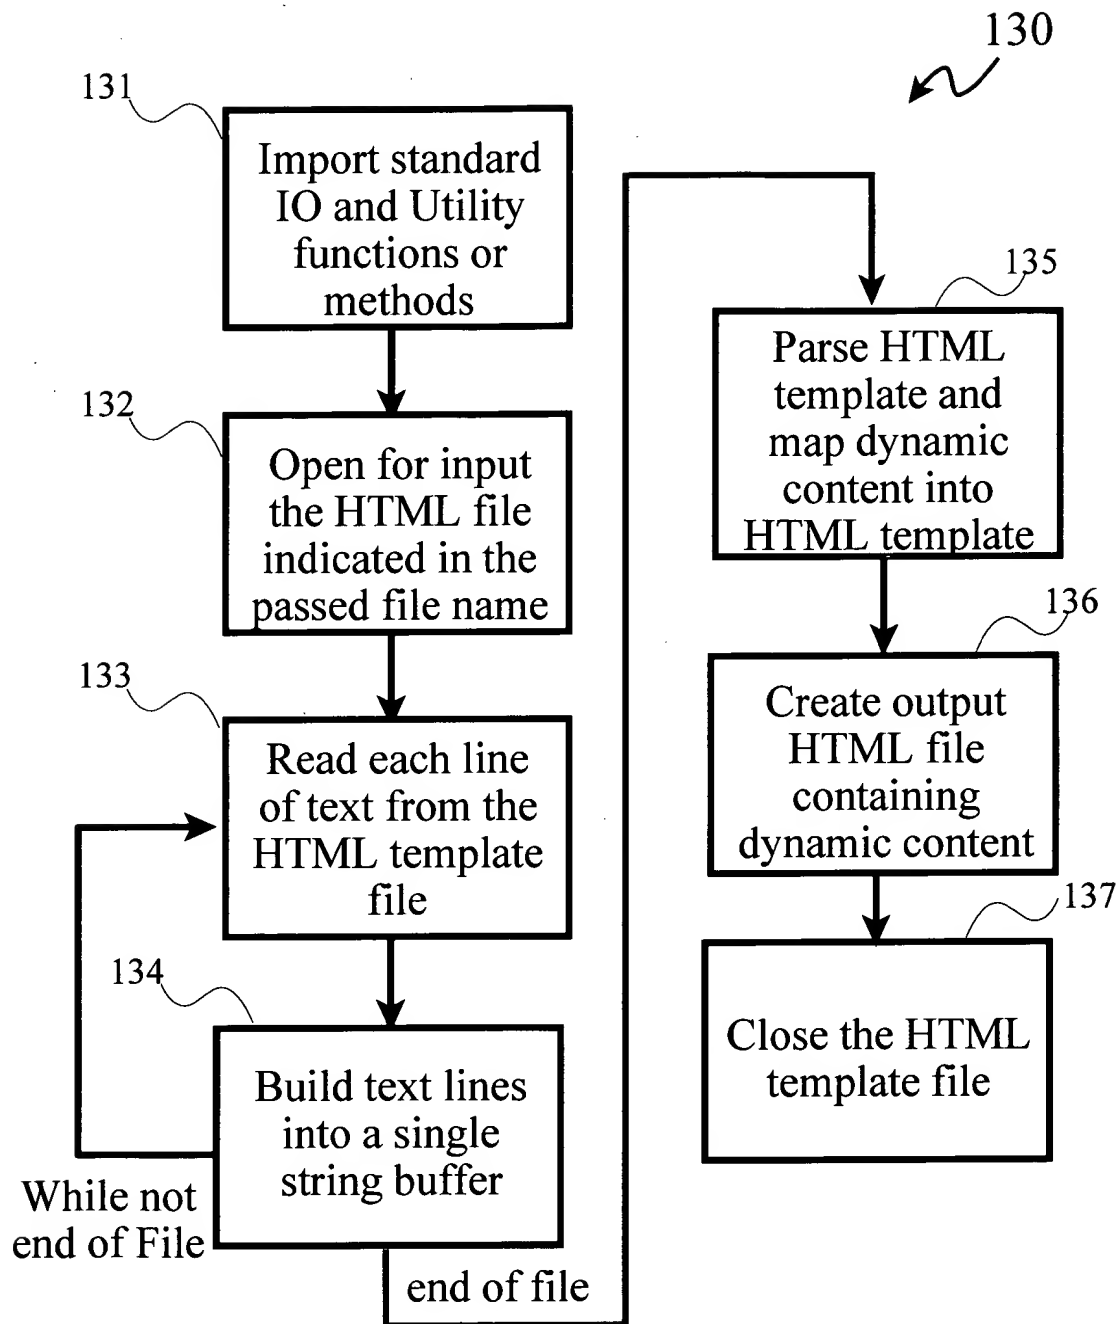 130
131
Import standard
IO and Utility
functions or
methods
132
Open for input
the HTML file
indicated in the
passed file name
133
Read each line
of text from the
HTML template
file
134
Build text lines
into a single
string buffer
While not
end of File
end of file
135
Parse HTML
template and
map dynamic
content into
HTML template
136
Create output
HTML file
containing
dynamic content
137
Close the HTML
template file